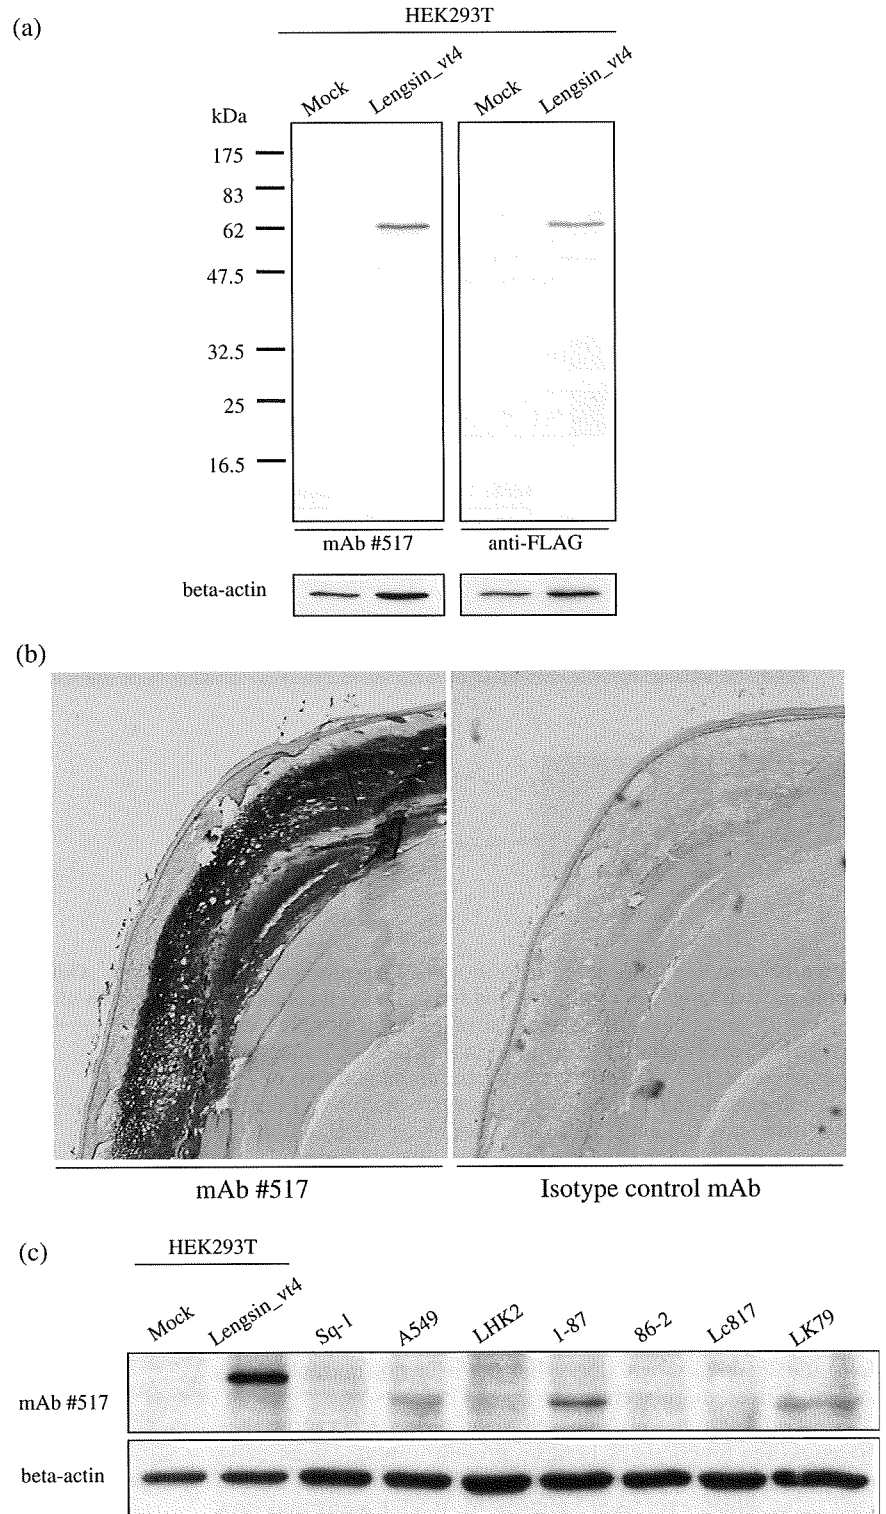 (a)
HEK293T
Mock
Lengsin_vt4
Mock
Lengsin_vt4
kDa
175
83
62
47.5
32.5
25
16.5
mAb #517
anti-FLAG
beta-actin
(b)
mAb #517
Isotype control mAb
(c)
HEK293T
Mock
Lengsin_vt4
Sq-1
A549
LHK2
1-87
86-2
Lc817
LK79
mAb #517
beta-actin